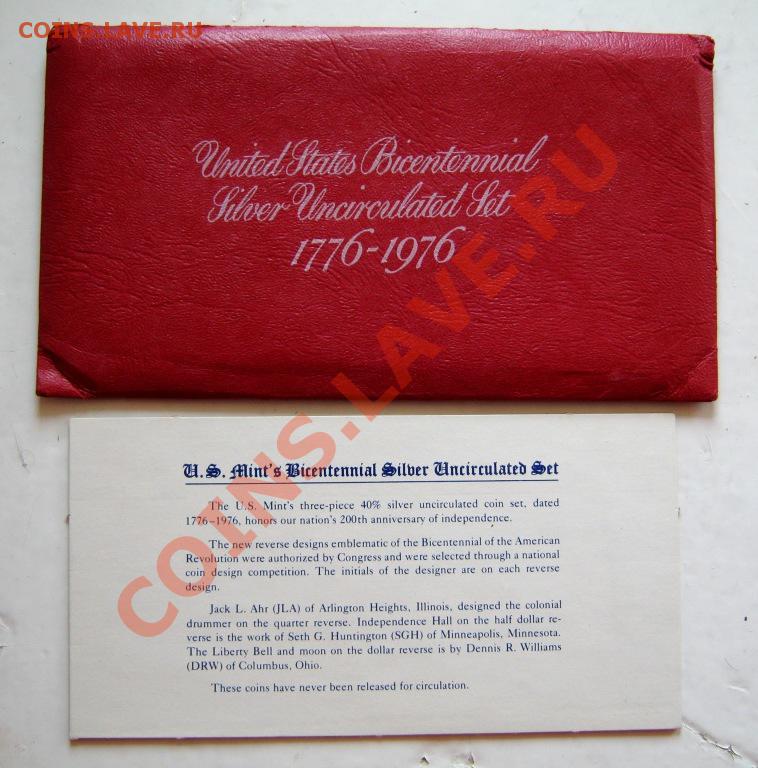 COINS.LAVE.RU
United States Bicentennial
Silver Uncirculated Set
1776-1976
COINS.LAVE.RU
U.S. Mint's Bicentennial Silver Uncirculated Set
The U.S. Mint's three-piece 40% silver uncirculated coin set, dated
1776-1976, honors our nation's 200th anniversary of independence.
The new reverse designs emblematic of the Bicentennial of the American
Revolution were authorized by Congress and were selected through a national
coin design competition. The initials of the designer are on each reverse
design.
Jack L. Ahr (JLA) of Arlington Heights, Illinois, designed the colonial
drummer on the quarter reverse. Independence Hall on the half dollar re-
verse is the work of Seth G. Huntington (SGH) of Minneapolis, Minnesota.
The Liberty Bell and moon on the dollar reverse is by Dennis R. Williams
(DRW) of Columbus, Ohio.
These coins have never been released for circulation.